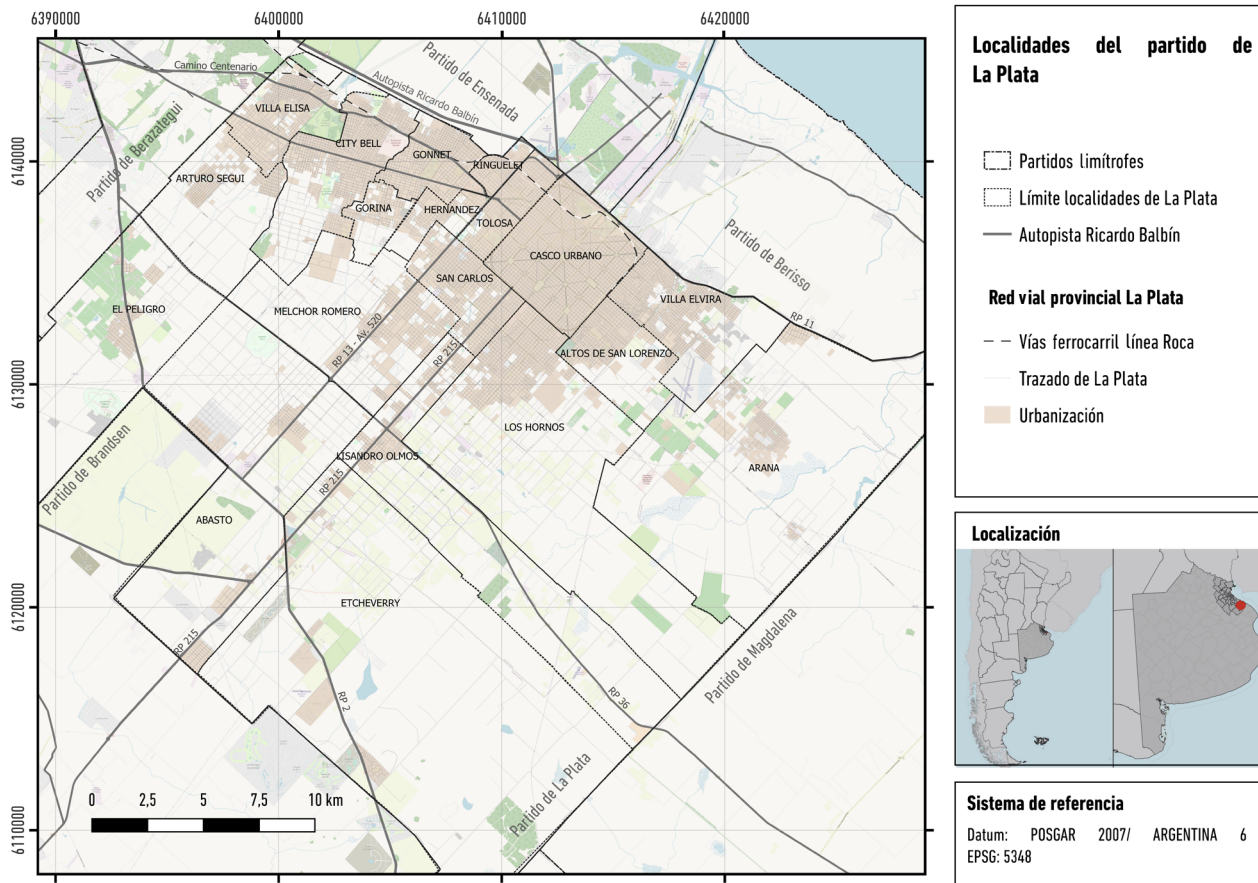 6390000
6400000
6410000
6420000
6140000
6130000
6120000
6110000
Camino Centenario
Partido de Ensenada
Autopista Ricardo Balbín
VILLA ELISA
Partido de Berazategui
CITY BELL
GONNET
RINGUELET
ARTURO SEGUI
GORINA
HERNANDEZ
TOLOSA
CASCO URBANO
Partido de Berisso
SAN CARLOS
VILLA ELVIRA
EL PELIGRO
MELCHOR ROMERO
RP 13 - Av. 520
RP 215
RP 11
ALTOS DE SAN LORENZO
LOS HORNOS
Partido de Brandsen
LISANDRO OLMOS
ARANA
RP 215
ABASTO
ETCHEVERRY
RP 215
RP 2
RP 36
Partido de Magdalena
Partido de La Plata
0 2,5 5 7,5 10 km
Localidades del partido de
La Plata
Partidos limítrofes
Límite localidades de La Plata
Autopista Ricardo Balbín
Red vial provincial La Plata
Vías ferrocarril línea Roca
Trazado de La Plata
Urbanización
Localización
Sistema de referencia
Datum: POSGAR 2007/ ARGENTINA 6
EPSG: 5348